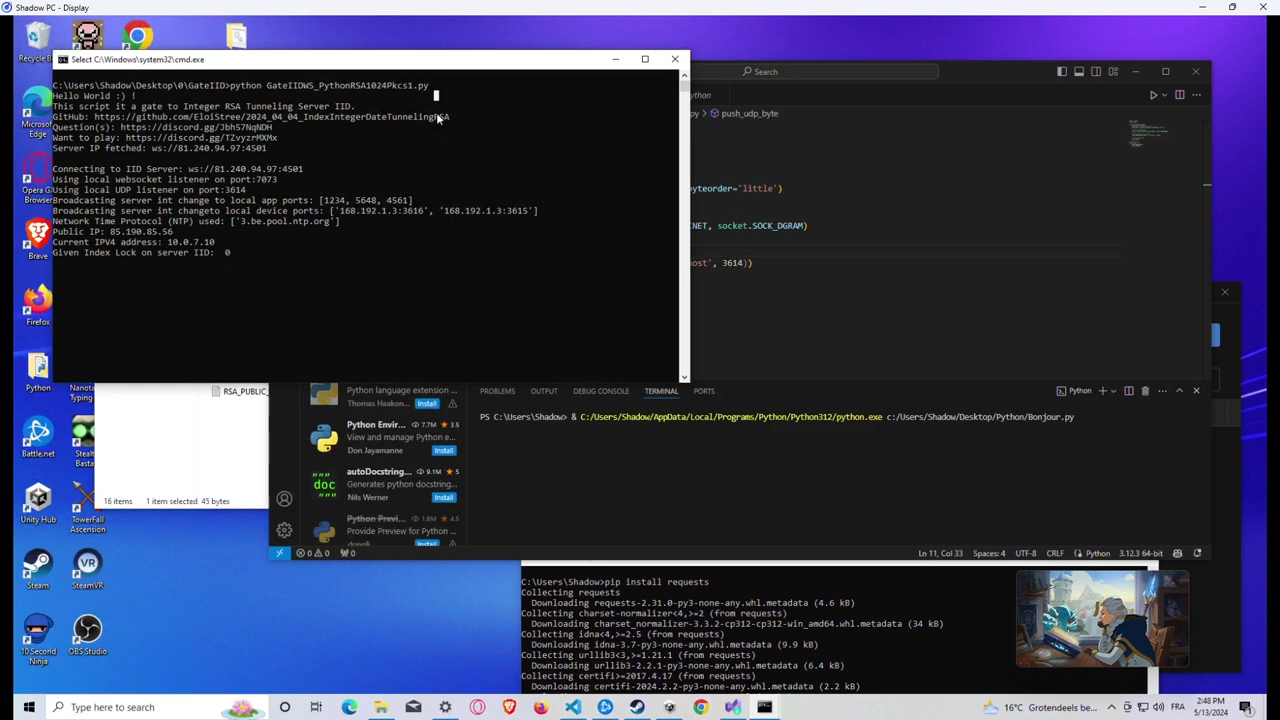 Shadow PC - Display
Recycle B
Microsoft
Edge
Opera G
Browser
Brave
Firefox
Python
Nanota
Typing
Battle.net
Stealt
Basta
Unity Hub
TowerFall
Ascension
Steam
SteamVR
10 Second
Ninja
OBS Studio
Select C:\Windows\system32\cmd.exe
C:\Users\Shadow\Desktop\0\GateIID>python GateIIDWS_PythonRSA1024Pkcs1.py
Hello World :) !
This script it a gate to Integer RSA Tunneling Server IID.
GitHub: https://github.com/EloiStree/2024_04_04_IndexIntegerDateTunnelingRSA
Question(s): https://discord.gg/Jbh57NqNDH
Want to play: https://discord.gg/TZvyzrMXMx
Server IP fetched: ws://81.240.94.97:4501
Connecting to IID Server: ws://81.240.94.97:4501
Using local websocket listener on port:7073
Using local UDP listener on port:3614
Broadcasting server int change to local app ports: [1234, 5648, 4561]
Broadcasting server int changeto local device ports: ['168.192.1.3:3616', '168.192.1.3:3615']
Network Time Protocol (NTP) used: ['3.be.pool.ntp.org']
Public IP: 85.190.85.56
Current IPV4 address: 10.0.7.10
Given Index Lock on server IID:  0
RSA_PUBLIC_
16 items 1 item selected 45 bytes
Search
ython
py push_udp_byte
byteorder='little')
NET, socket.SOCK_DGRAM)
ost', 3614))
Python language extension ...
Thomas Haakon... Install
Python Envir... 7.7M 3.5
View and manage Python e...
Don Jayamanne Install
autoDocstring... 9.1M 5
Generates python docstring...
Nils Werner Install
Python Previ... 1.6M 4.5
Provide Preview for Python ...
dongli Install
PROBLEMS OUTPUT DEBUG CONSOLE TERMINAL PORTS
Python
PS C:\Users\Shadow> & C:/Users/Shadow/AppData/Local/Programs/Python/Python312/python.exe c:/Users/Shadow/Desktop/Python/Bonjour.py
0 0 0
Ln 11, Col 33 Spaces: 4 UTF-8 CRLF Python 3.12.3 64-bit
C:\Users\Shadow>pip install requests
Collecting requests
Downloading requests-2.31.0-py3-none-any.whl.metadata (4.6 kB)
Collecting charset-normalizer<4,>=2 (from requests)
Downloading charset_normalizer-3.3.2-cp312-cp312-win_amd64.whl.metadata (34 kB)
Collecting idna<4,>=2.5 (from requests)
Downloading idna-3.7-py3-none-any.whl.metadata (9.9 kB)
Collecting urllib3<3,>=1.21.1 (from requests)
Downloading urllib3-2.2.1-py3-none-any.whl.metadata (6.4 kB)
Collecting certifi>=2017.4.17 (from requests)
Downloading certifi-2024.2.2-py3-none-any.whl.metadata (2.2 kB)
Type here to search
16°C Grotendeels be... FRA 2:48 PM
5/13/2024